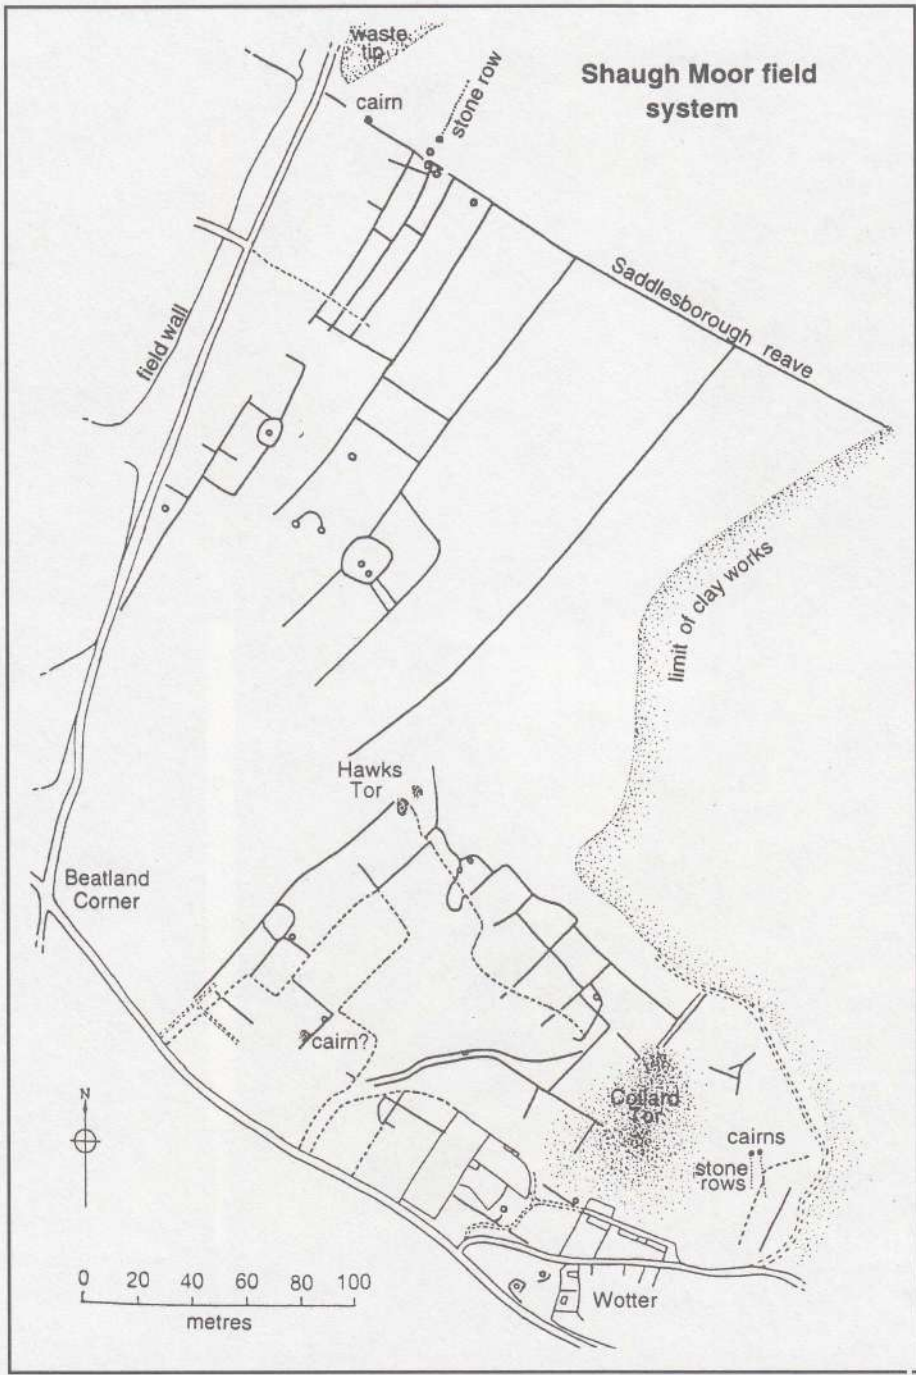 waste
tip
Shaugh Moor field
system
cairn
stone row
Saddlesborough reave
field wall
limit of clay works
Hawks
Tor
Beatland
Corner
cairn?
N
Collard
Tor
cairns
stone
rows
0 20 40 60 80 100
metres
Wotter